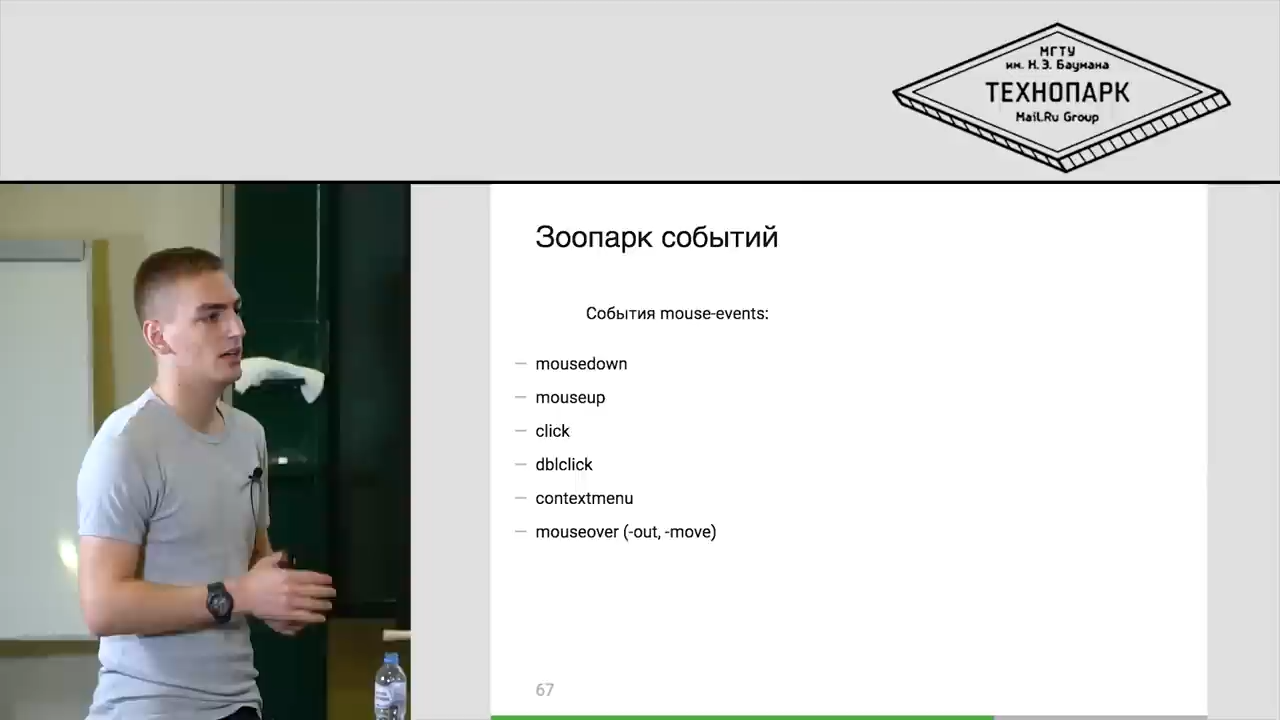 МГТУ
им. Н.Э. Баумана
ТЕХНОПАРК
Mail.Ru Group
Зоопарк событий
События mouse-events:
— mousedown
— mouseup
— click
— dblclick
— contextmenu
— mouseover (-out, -move)
67